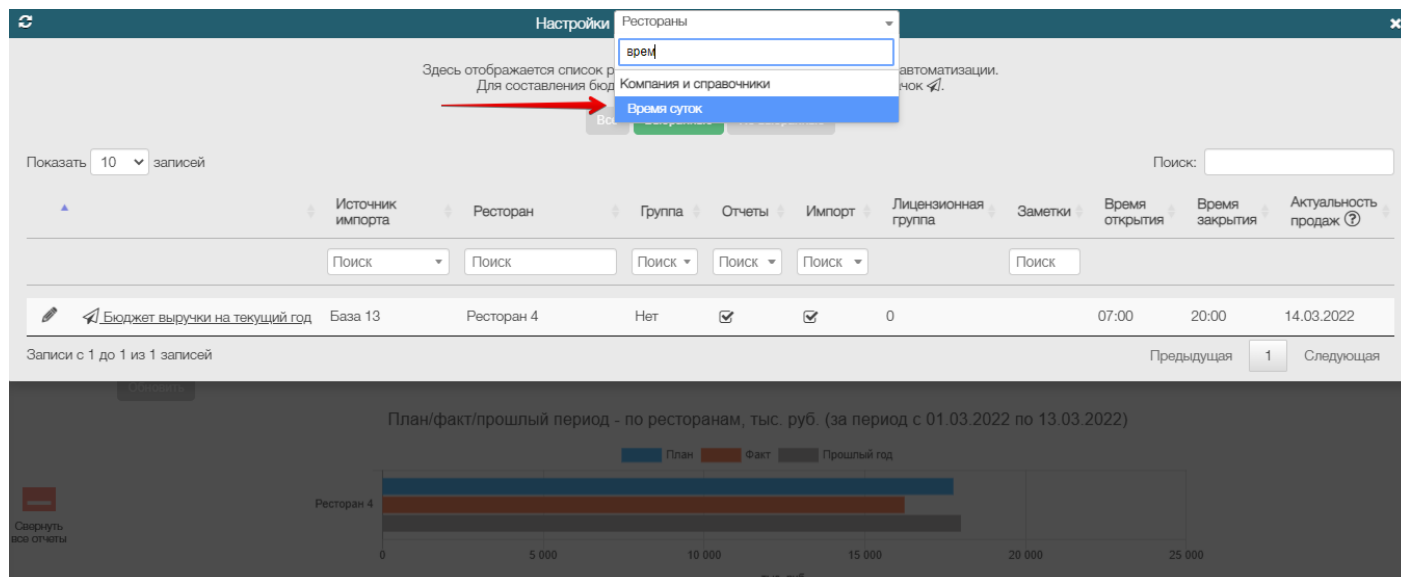 Настройки Рестораны
врем
Компания и справочники
Время суток
Здесь отображается список р автоматизации.
Для составления бюд чок
Показать 10 записей Поиск:
Источник импорта Ресторан Группа Отчеты Импорт Лицензионная группа Заметки Время открытия Время закрытия Актуальность продаж ?
Поиск Поиск Поиск Поиск Поиск Поиск
Бюджет выручки на текущий год База 13 Ресторан 4 Нет 0 07:00 20:00 14.03.2022
Записи с 1 до 1 из 1 записей Предыдущая 1 Следующая
Обновить
План/факт/прошлый период - по ресторанам, тыс. руб. (за период с 01.03.2022 по 13.03.2022)
План Факт Прошлый год
Ресторан 4
Свернуть
все отчеты
0 5 000 10 000 15 000 20 000 25 000